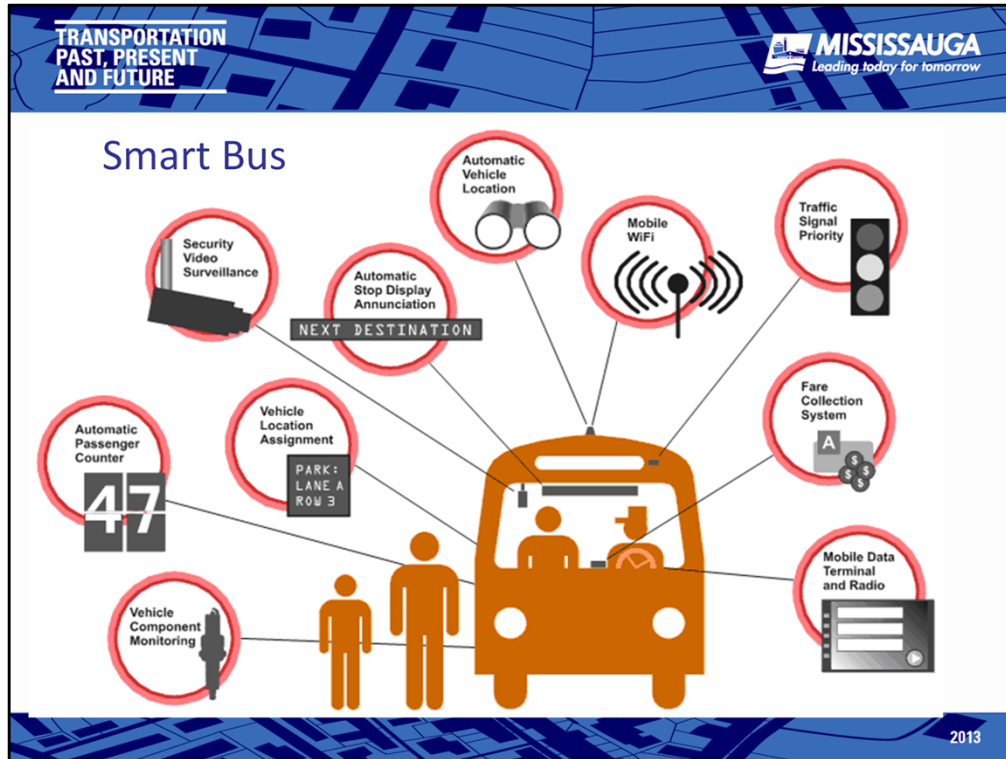 TRANSPORTATION
PAST, PRESENT
AND FUTURE
MISSISSAUGA
Leading today for tomorrow
Smart Bus
Automatic
Vehicle
Location
Mobile
WiFi
Traffic
Signal
Priority
Security
Video
Surveillance
Automatic
Stop Display
Annunciation
NEXT DESTINATION
Fare
Collection
System
A
$
$
$
$
Automatic
Passenger
Counter
47
Vehicle
Location
Assignment
PARK:
LANE A
ROW 3
Mobile Data
Terminal
and Radio
Vehicle
Component
Monitoring
2013